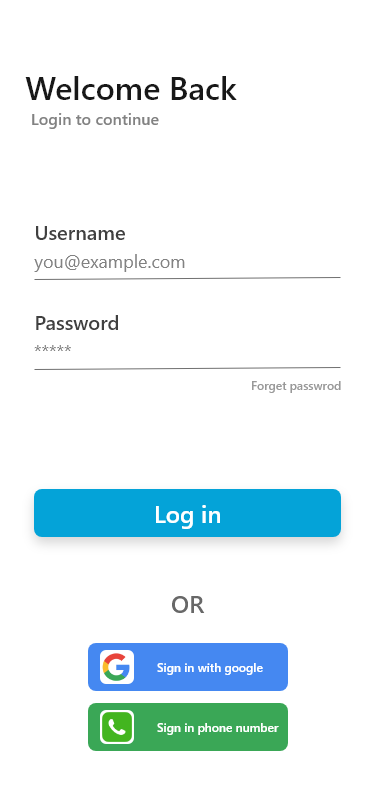 Welcome Back
Login to continue
Username
you@example.com
Password
*****
Forget passwrod
Log in
OR
Sign in with google
Sign in phone number